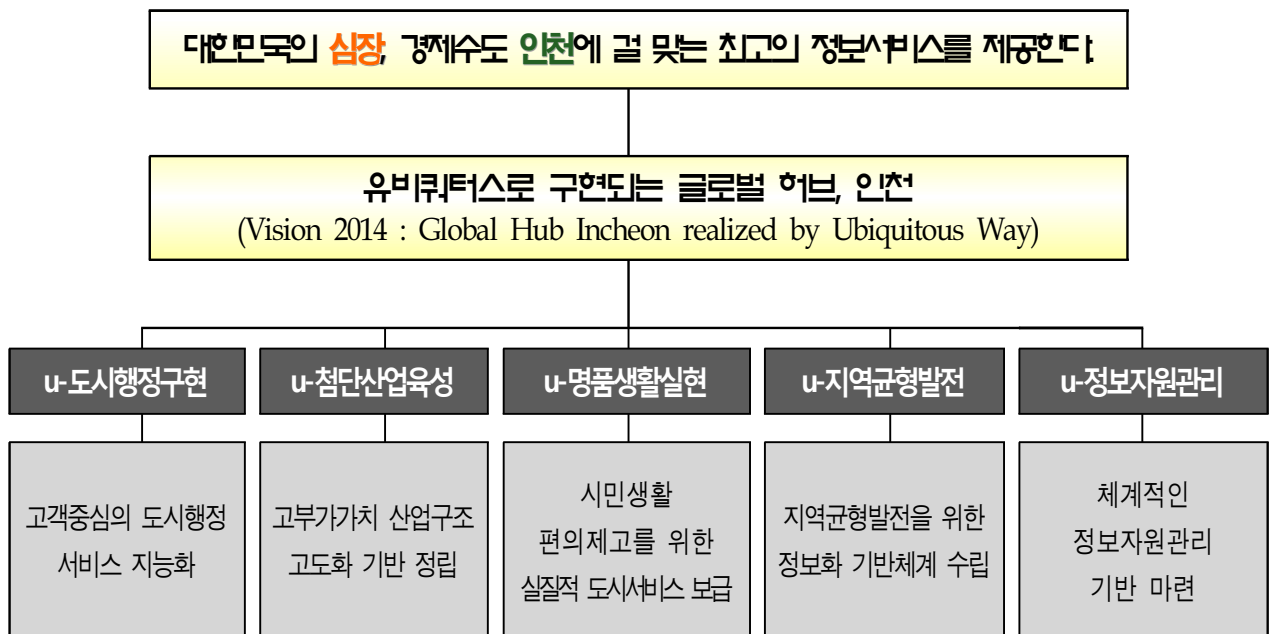 대한민국의 심장, 경제수도 인천에 걸 맞는 최고의 정보서비스를 제공한다.
유비쿼터스로 구현되는 글로벌 허브, 인천
(Vision 2014 : Global Hub Incheon realized by Ubiquitous Way)
u-도시행정구현
u-첨단산업육성
u-명품생활실현
u-지역균형발전
u-정보자원관리
고객중심의 도시행정
서비스 지능화
고부가가치 산업구조
고도화 기반 정립
시민생활
편의제고를 위한
실질적 도시서비스 보급
지역균형발전을 위한
정보화 기반체계 수립
체계적인
정보자원관리
기반 마련